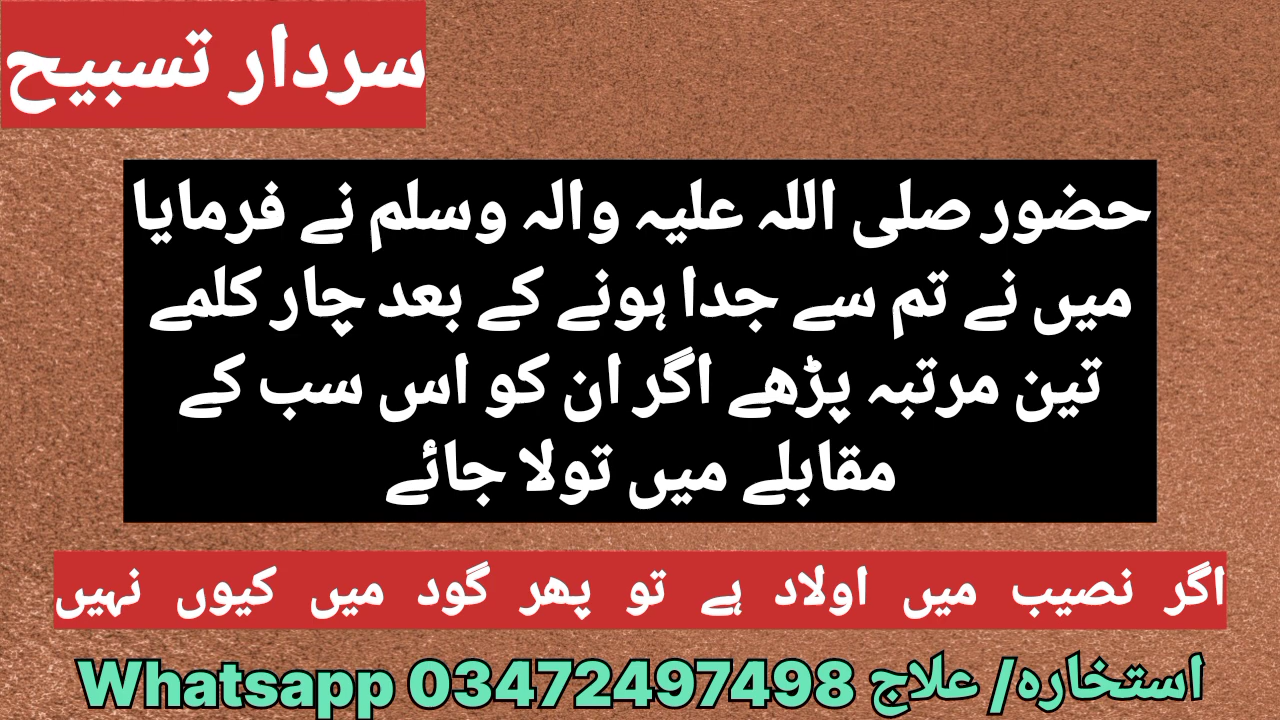 سردار تسبیح
حضور صلی اللہ علیہ والہ وسلم نے فرمایا
میں نے تم سے جدا ہونے کے بعد چار کلمے
تین مرتبہ پڑھے اگر ان کو اس سب کے
مقابلے میں تولا جائے
اگر نصیب میں اولاد ہے تو پھر گود میں کیوں نہیں
استخارہ/ علاج Whatsapp 03472497498